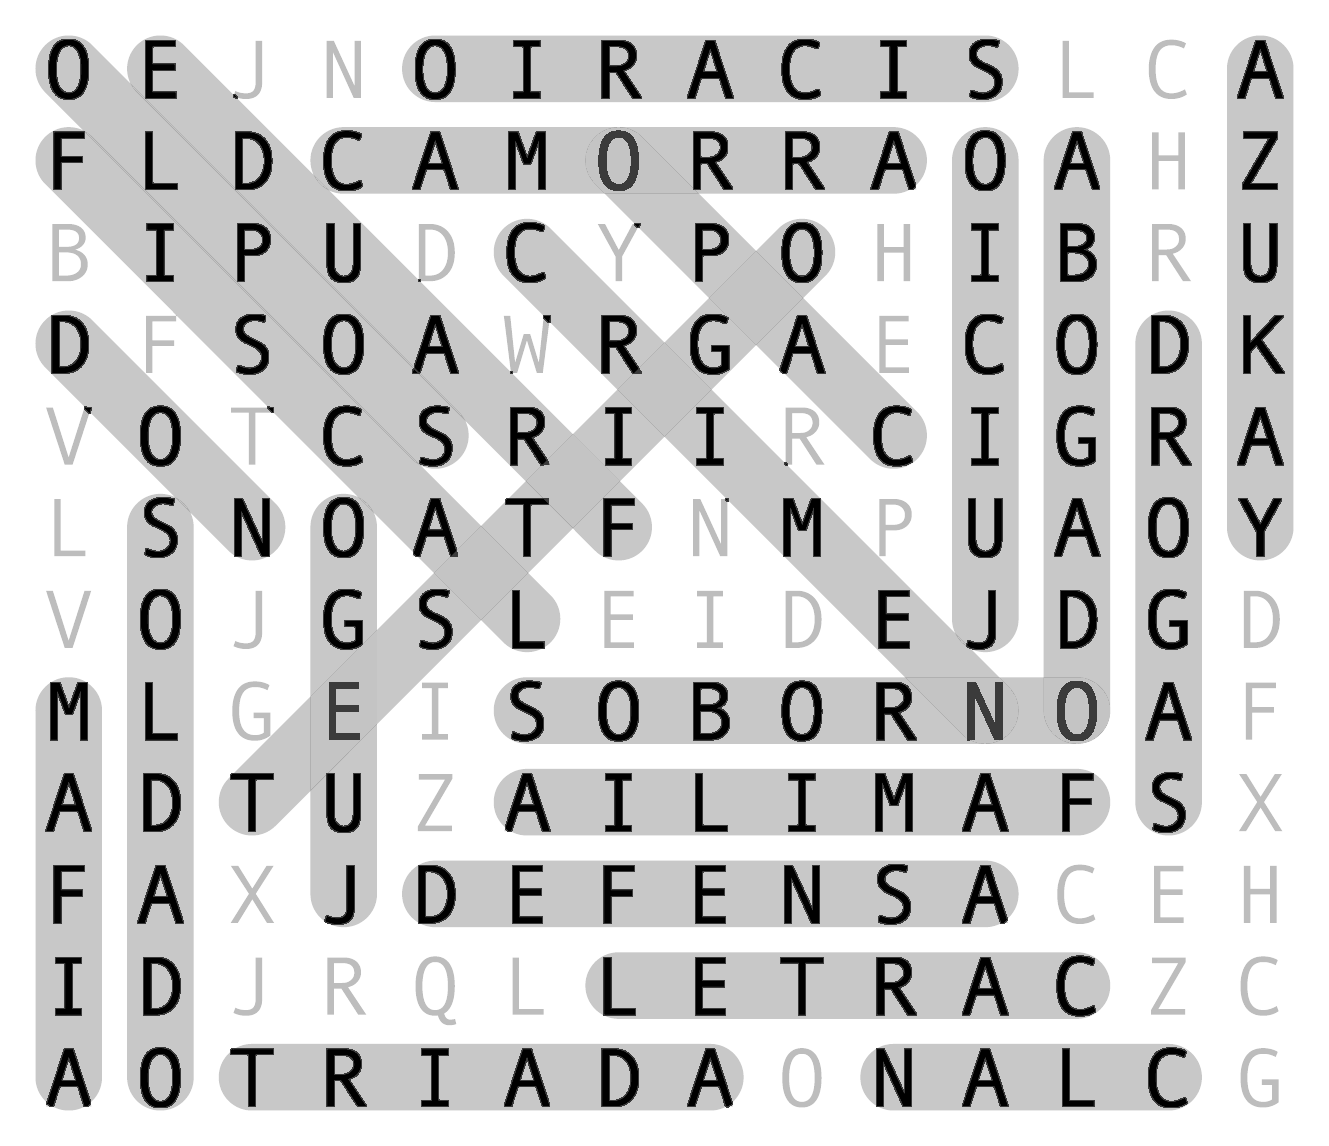 O E J N O I R A C I S L C A
F L D C A M O R R A O A H Z
B I P U D C Y P O H I B R U
D F S O A W R G A E C O D K
V O T C S R I I R C I G R A
L S N O A T F N M P U A O Y
V O J G S L E I D E J D G D
M L G E I S O B O R N O A F
A D T U Z A I L I M A F S X
F A X J D E F E N S A C E H
I D J R Q L L E T R A C Z C
A O T R I A D A O N A L C G